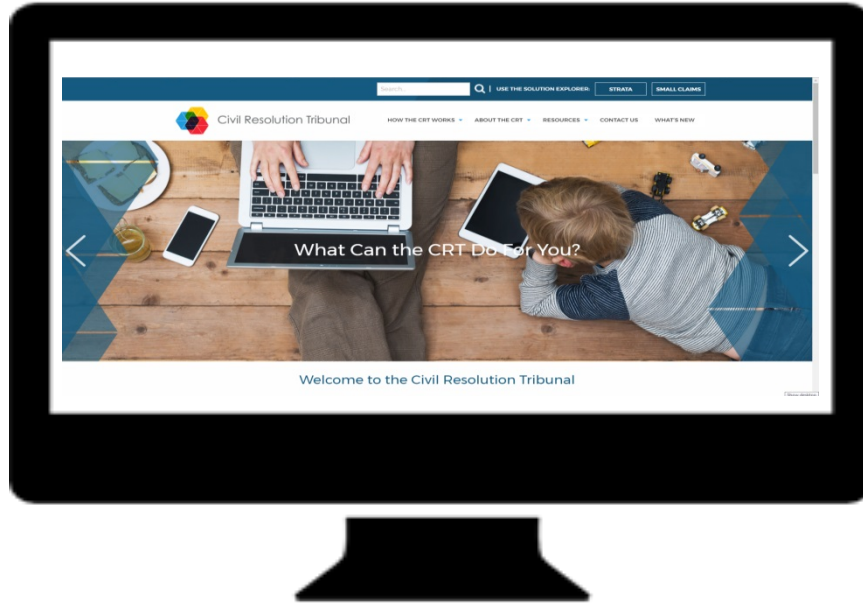 Search...
USE THE SOLUTION EXPLORER:
STRATA
SMALL CLAIMS
Civil Resolution Tribunal
HOW THE CRT WORKS
ABOUT THE CRT
RESOURCES
CONTACT US
WHAT'S NEW
What Can the CRT Do For You?
Welcome to the Civil Resolution Tribunal